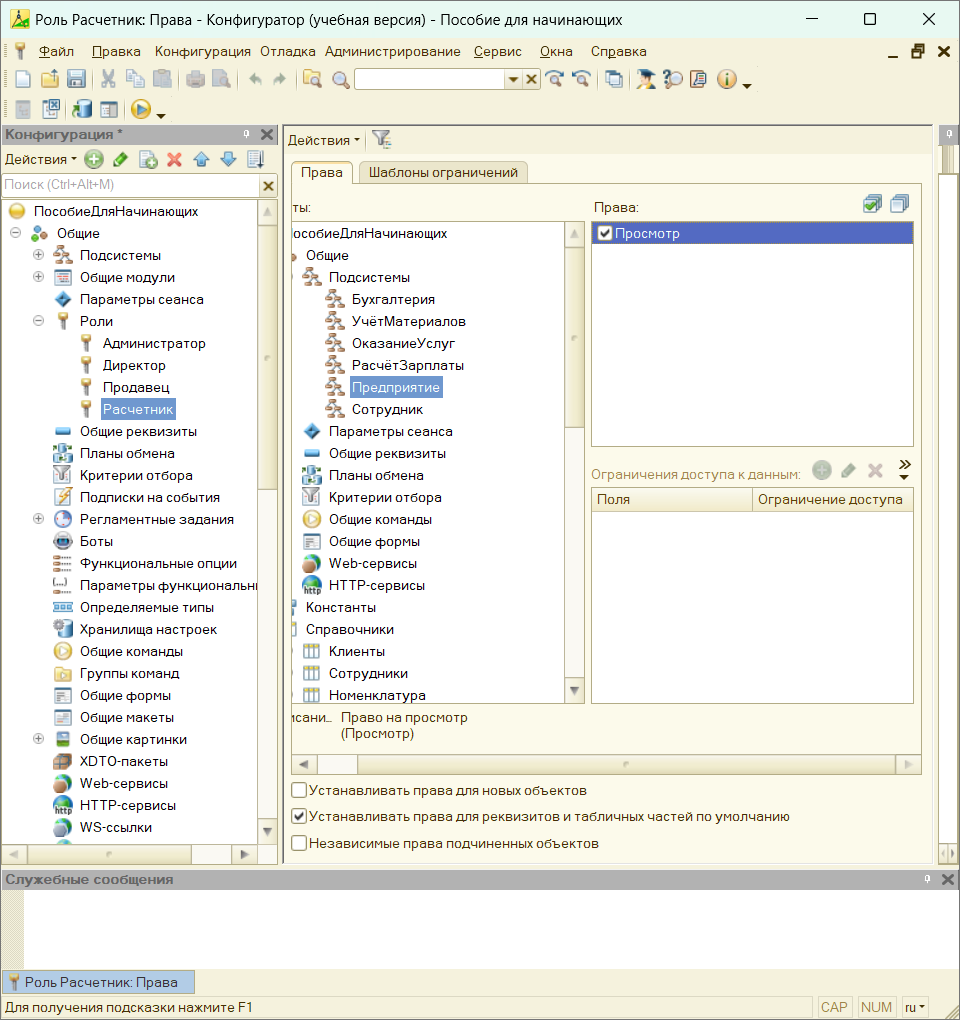 Роль Расчетник: Права - Конфигуратор (учебная версия) - Пособие для начинающих
Файл Правка Конфигурация Отладка Администрирование Сервис Окна Справка
Конфигурация *
Действия
Поиск (Ctrl+Alt+M)
ПособиеДляНачинающих
Общие
Подсистемы
Общие модули
Параметры сеанса
Роли
Администратор
Директор
Продавец
Расчетник
Общие реквизиты
Планы обмена
Критерии отбора
Подписки на события
Регламентные задания
Боты
Функциональные опции
Параметры функциональны
Определяемые типы
Хранилища настроек
Общие команды
Группы команд
Общие формы
Общие макеты
Общие картинки
XDTO-пакеты
Web-сервисы
HTTP-сервисы
WS-ссылки
Действия
Права Шаблоны ограничений
ты:
пособиеДляНачинающих
Общие
Подсистемы
Бухгалтерия
УчётМатериалов
ОказаниеУслуг
РасчётЗарплаты
Предприятие
Сотрудник
Параметры сеанса
Общие реквизиты
Планы обмена
Критерии отбора
Общие команды
Общие формы
Web-сервисы
HTTP-сервисы
Константы
Справочники
Клиенты
Сотрудники
Номенклатура
Права:
Просмотр
Ограничения доступа к данным:
Поля Ограничение доступа
исани... Право на просмотр
(Просмотр)
Устанавливать права для новых объектов
Устанавливать права для реквизитов и табличных частей по умолчанию
Независимые права подчиненных объектов
Служебные сообщения
Роль Расчетник: Права
Для получения подсказки нажмите F1 CAP NUM ru